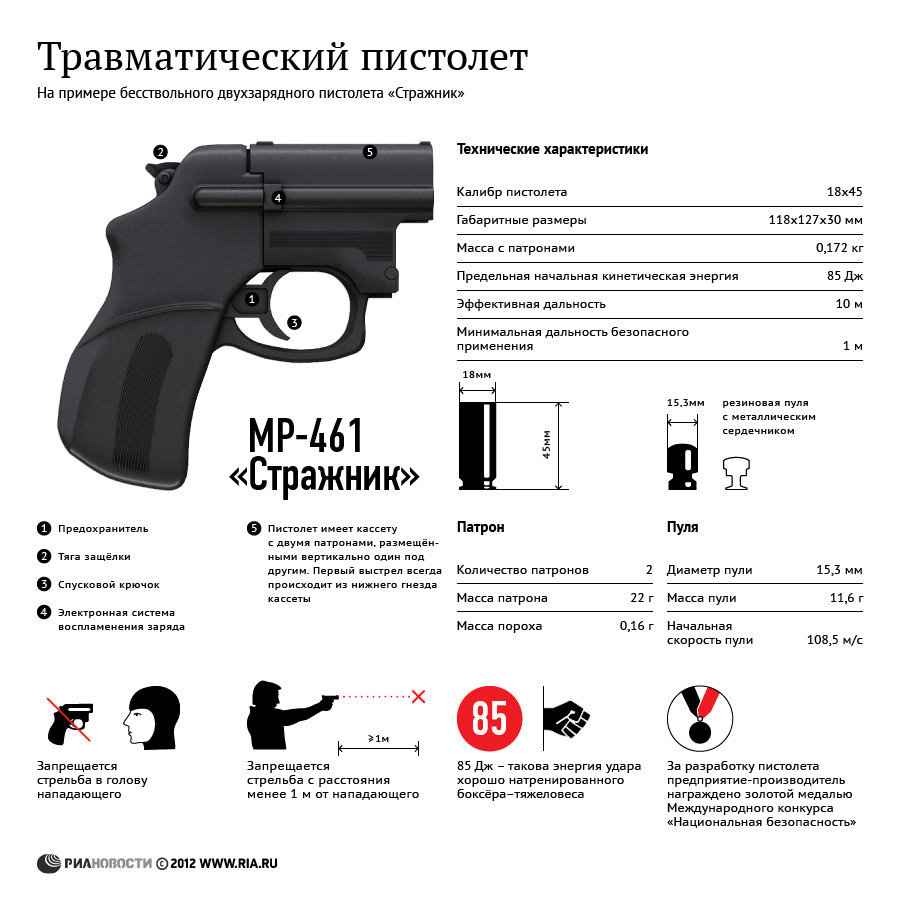 Травматический пистолет
На примере бесствольного двухзарядного пистолета «Стражник»
2
5
4
1
3
МР-461
«Стражник»
Технические характеристики
Калибр пистолета 18х45
Габаритные размеры 118х127х30 мм
Масса с патронами 0,172 кг
Предельная начальная кинетическая энергия 85 Дж
Эффективная дальность 10 м
Минимальная дальность безопасного
применения 1 м
18мм
45мм
15,3мм
резиновая пуля
с металлическим
сердечником
1 Предохранитель
2 Тяга защёлки
3 Спусковой крючок
4 Электронная система
воспламенения заряда
5 Пистолет имеет кассету
с двумя патронами, размещён-
ными вертикально один под
другим. Первый выстрел всегда
происходит из нижнего гнезда
кассеты
Патрон
Количество патронов 2
Масса патрона 22 г
Масса пороха 0,16 г
Пуля
Диаметр пули 15,3 мм
Масса пули 11,6 г
Начальная
скорость пули 108,5 м/с
Запрещается
стрельба в голову
нападающего
⩾1м
Запрещается
стрельба с расстояния
менее 1 м от нападающего
85
85 Дж – такова энергия удара
хорошо натренированного
боксёра–тяжеловеса
За разработку пистолета
предприятие-производитель
награждено золотой медалью
Международного конкурса
«Национальная безопасность»
РИАНОВОСТИ © 2012 WWW.RIA.RU